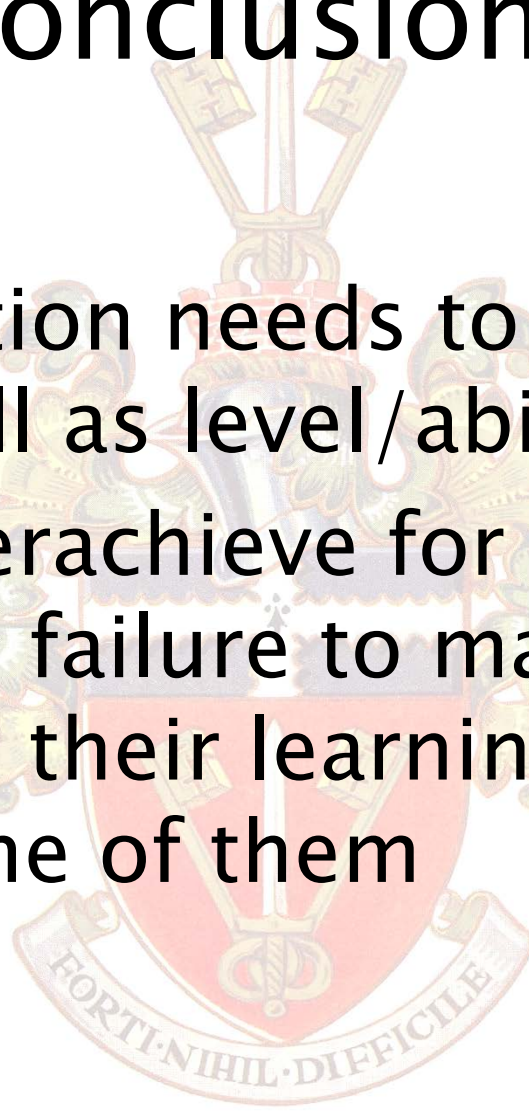 onclusion
tion needs to
ll as level/abi
erachieve for
failure to ma
their learnin
ne of them
FORTI·NIHIL·DIFFICILE